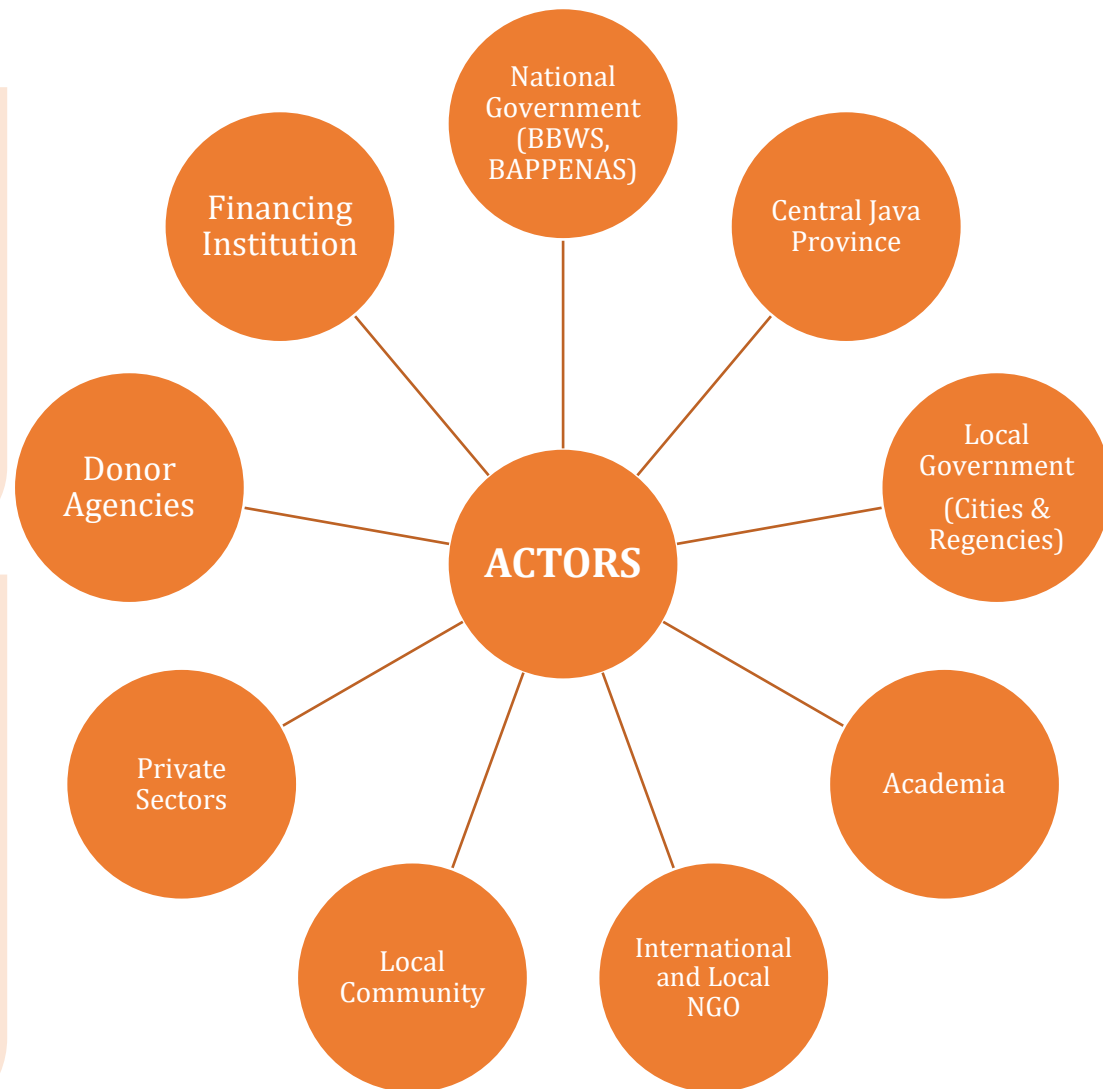 National
Government
(BBWS,
BAPPENAS)
Financing
Institution
Central Java
Province
Donor
Agencies
Local
Government
(Cities &
Regencies)
ACTORS
Private
Sectors
Academia
Local
Community
International
and Local
NGO